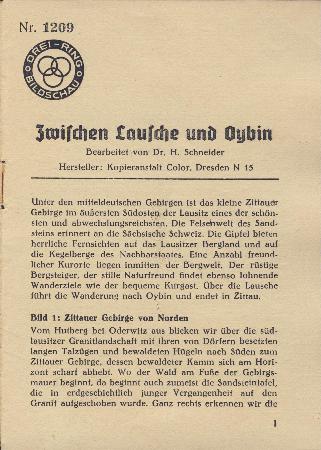 Nr. 1209
DREI-RING
BILDSCHAU
Zwischen Lausche und Oybin
Bearbeitet von Dr. H. Schneider
Hersteller: Kopieranstalt Color, Dresden N 15
Unter den mitteldeutschen Gebirgen ist das kleine Zittauer
Gebirge im äußersten Südosten der Lausitz eines der schön-
sten und abwechslungsreichsten. Die Felsenwelt des Sand-
steins erinnert an die Sächsische Schweiz. Die Gipfel bieten
herrliche Fernsichten auf das Lausitzer Bergland und auf
die Kegelberge des Nachbarstaates. Eine Anzahl freund-
licher Kurorte liegen inmitten der Bergwelt. Der rüstige
Bergsteiger, der stille Naturfreund findet ebenso lohnende
Wanderziele wie der bequeme Kurgast. Über die Lausche
führt die Wanderung nach Oybin und endet in Zittau.
Bild 1: Zittauer Gebirge von Norden
Vom Hutberg bei Oderwitz aus blicken wir über die süd-
lausitzer Granitlandschaft mit ihren von Dörfern besetzten
langen Talzügen und bewaldeten Hügeln nach Süden zum
Zittauer Gebirge, dessen bewaldeter Kamm sich am Hori-
zont scharf abhebt. Wo der Wald am Fuße der Gebirgs-
mauer beginnt, da beginnt auch zumeist die Sandsteintafel,
die in erdgeschichtlich junger Vergangenheit auf den
Granit aufgeschoben wurde. Ganz rechts erkennen wir die
1